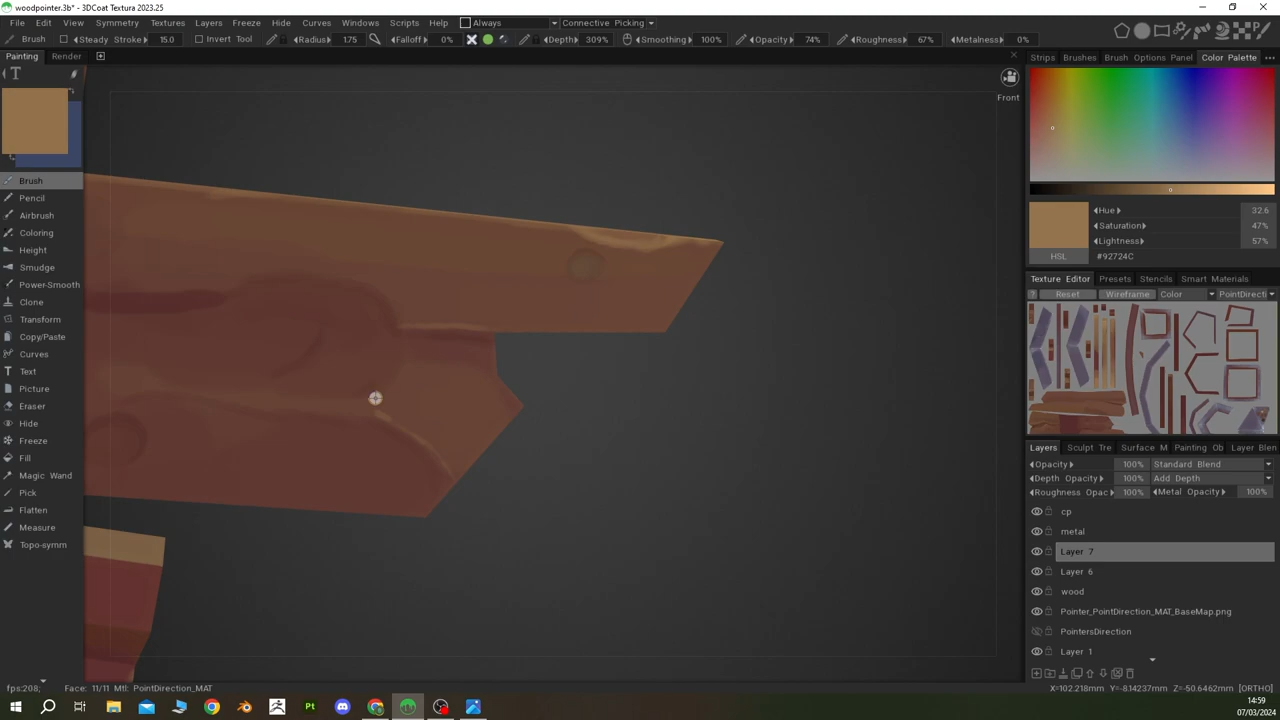 woodpointer.3b* - 3DCoat Textura 2023.25
File Edit View Symmetry Textures Layers Freeze Hide Curves Windows Scripts Help Always Connective Picking
Brush Steady Stroke 15.0 Invert Tool Radius 175 Falloff 0% Depth 309% Smoothing 100% Opacity 74% Roughness 67% Metalness 0%
Painting Render
Strips Brushes Brush Options Panel Color Palette
T
Front
Brush
Pencil
Airbrush
Coloring
Height
Smudge
Power-Smooth
Clone
Transform
Copy/Paste
Curves
Text
Picture
Eraser
Hide
Freeze
Fill
Magic Wand
Pick
Flatten
Measure
Topo-symm
Hue 32.6
Saturation 47%
Lightness 57%
HSL #92724C
Texture Editor Presets Stencils Smart Materials
? Reset Wireframe Color PointDirecti
Layers Sculpt Tre Surface M Painting Ob Layer Blen
Opacity 100% Standard Blend
Depth Opacity 100% Add Depth
Roughness Opac 100% Metal Opacity 100%
cp
metal
Layer 7
Layer 6
wood
Pointer_PointDirection_MAT_BaseMap.png
PointersDirection
Layer 1
fps:208; Face: 11/11 Mtl: PointDirection_MAT
X=102.218mm Y=-8.14237mm Z=-50.6462mm [ORTHO]
Pt
14:59
07/03/2024